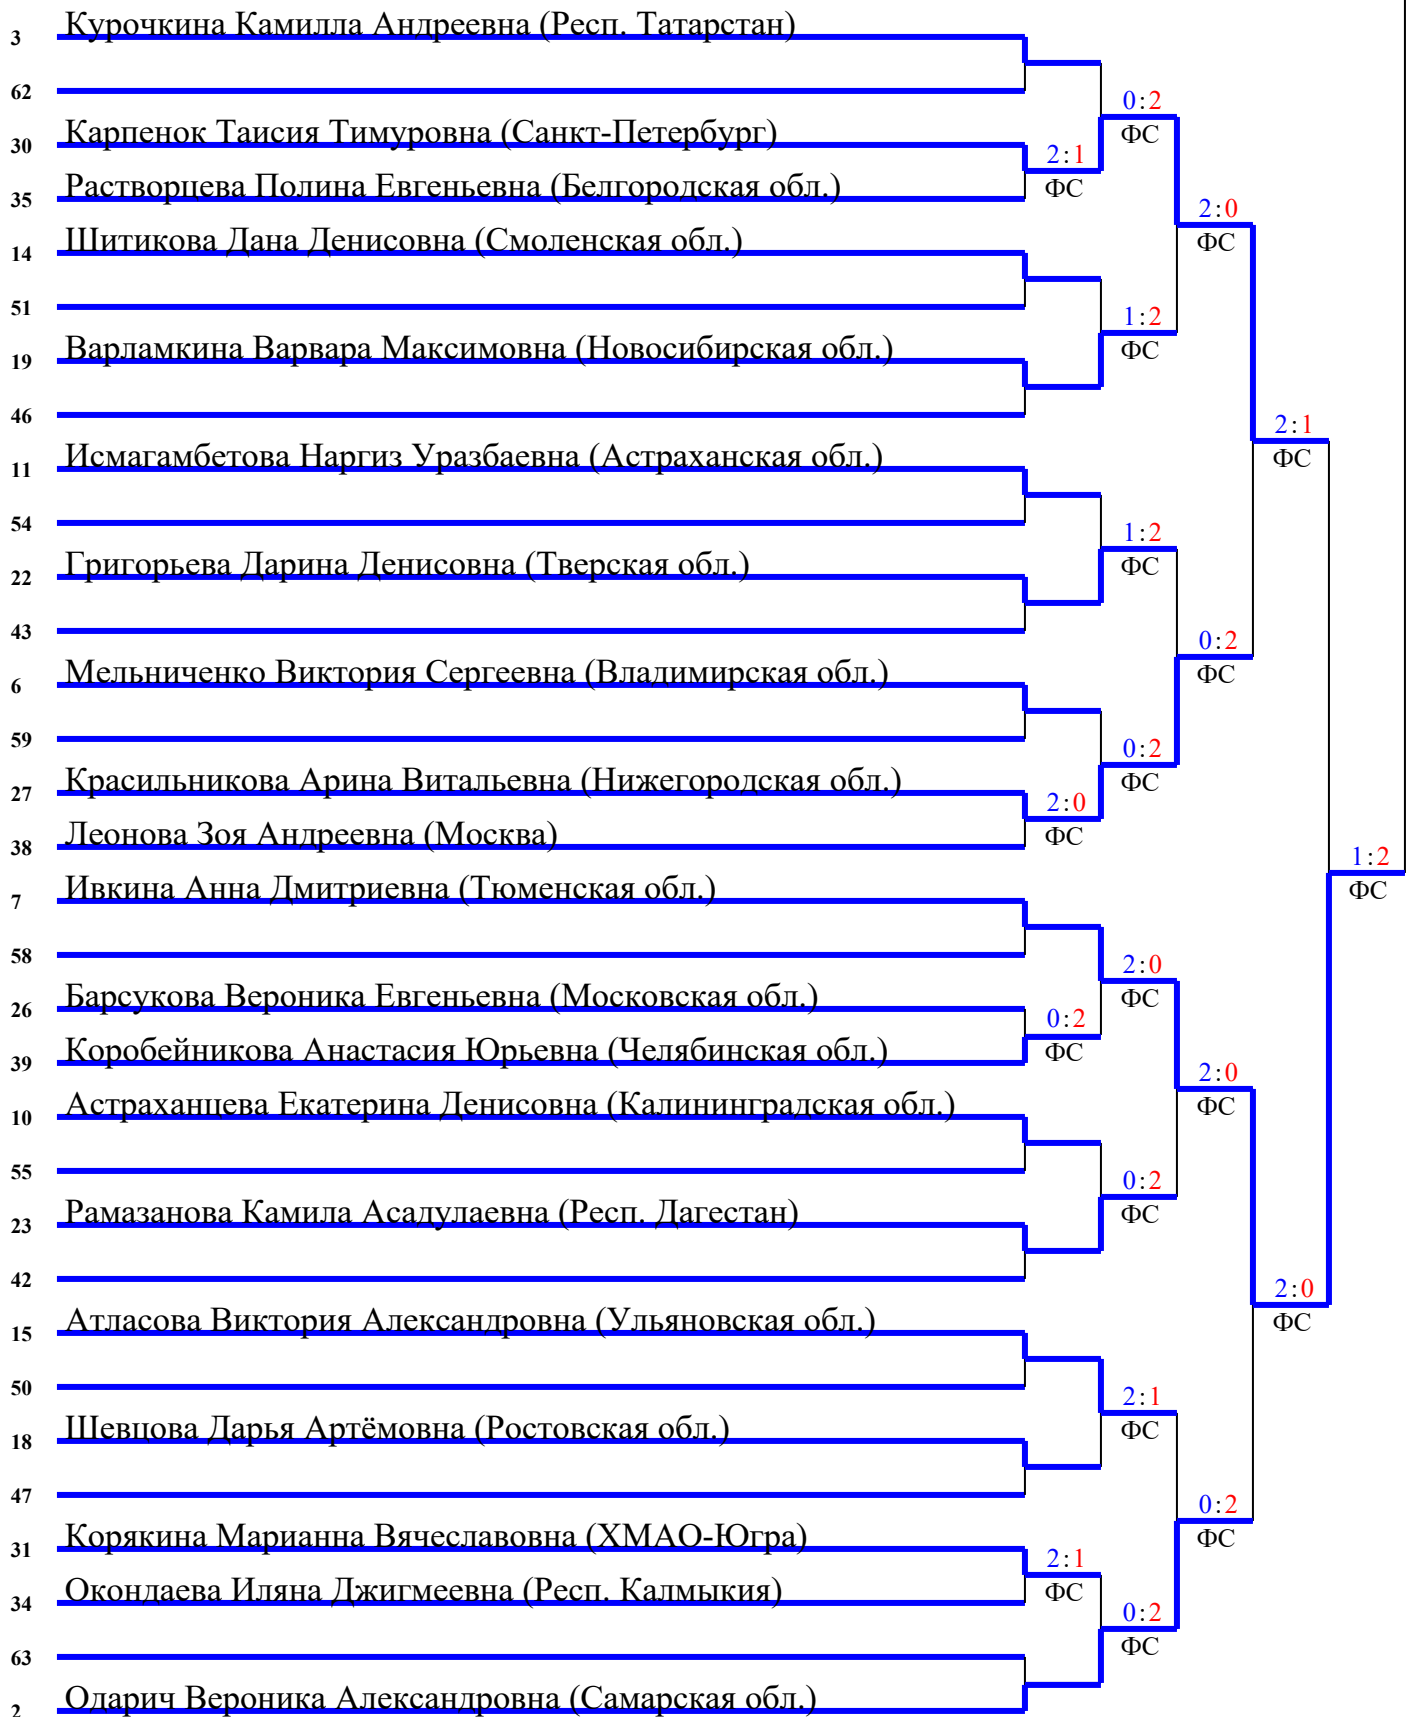 3 Курочкина Камилла Андреевна (Респ. Татарстан)
62
0:2
ФС
30 Карпенок Таисия Тимуровна (Санкт-Петербург)
2:1
ФС
35 Растворцева Полина Евгеньевна (Белгородская обл.)
2:0
ФС
14 Шитикова Дана Денисовна (Смоленская обл.)
51
1:2
ФС
19 Варламкина Варвара Максимовна (Новосибирская обл.)
46
2:1
ФС
11 Исмагамбетова Наргиз Уразбаевна (Астраханская обл.)
54
1:2
ФС
22 Григорьева Дарина Денисовна (Тверская обл.)
43
0:2
ФС
6 Мельниченко Виктория Сергеевна (Владимирская обл.)
59
0:2
ФС
27 Красильникова Арина Витальевна (Нижегородская обл.)
2:0
ФС
38 Леонова Зоя Андреевна (Москва)
1:2
ФС
7 Ивкина Анна Дмитриевна (Тюменская обл.)
58
2:0
ФС
26 Барсукова Вероника Евгеньевна (Московская обл.)
0:2
ФС
39 Коробейникова Анастасия Юрьевна (Челябинская обл.)
2:0
ФС
10 Астраханцева Екатерина Денисовна (Калининградская обл.)
55
0:2
ФС
23 Рамазанова Камила Асадулаевна (Респ. Дагестан)
42
2:0
ФС
15 Атласова Виктория Александровна (Ульяновская обл.)
50
2:1
ФС
18 Шевцова Дарья Артёмовна (Ростовская обл.)
47
0:2
ФС
31 Корякина Марианна Вячеславовна (ХМАО-Югра)
2:1
ФС
34 Окондаева Иляна Джигмеевна (Респ. Калмыкия)
0:2
ФС
63
2 Одарич Вероника Александровна (Самарская обл.)